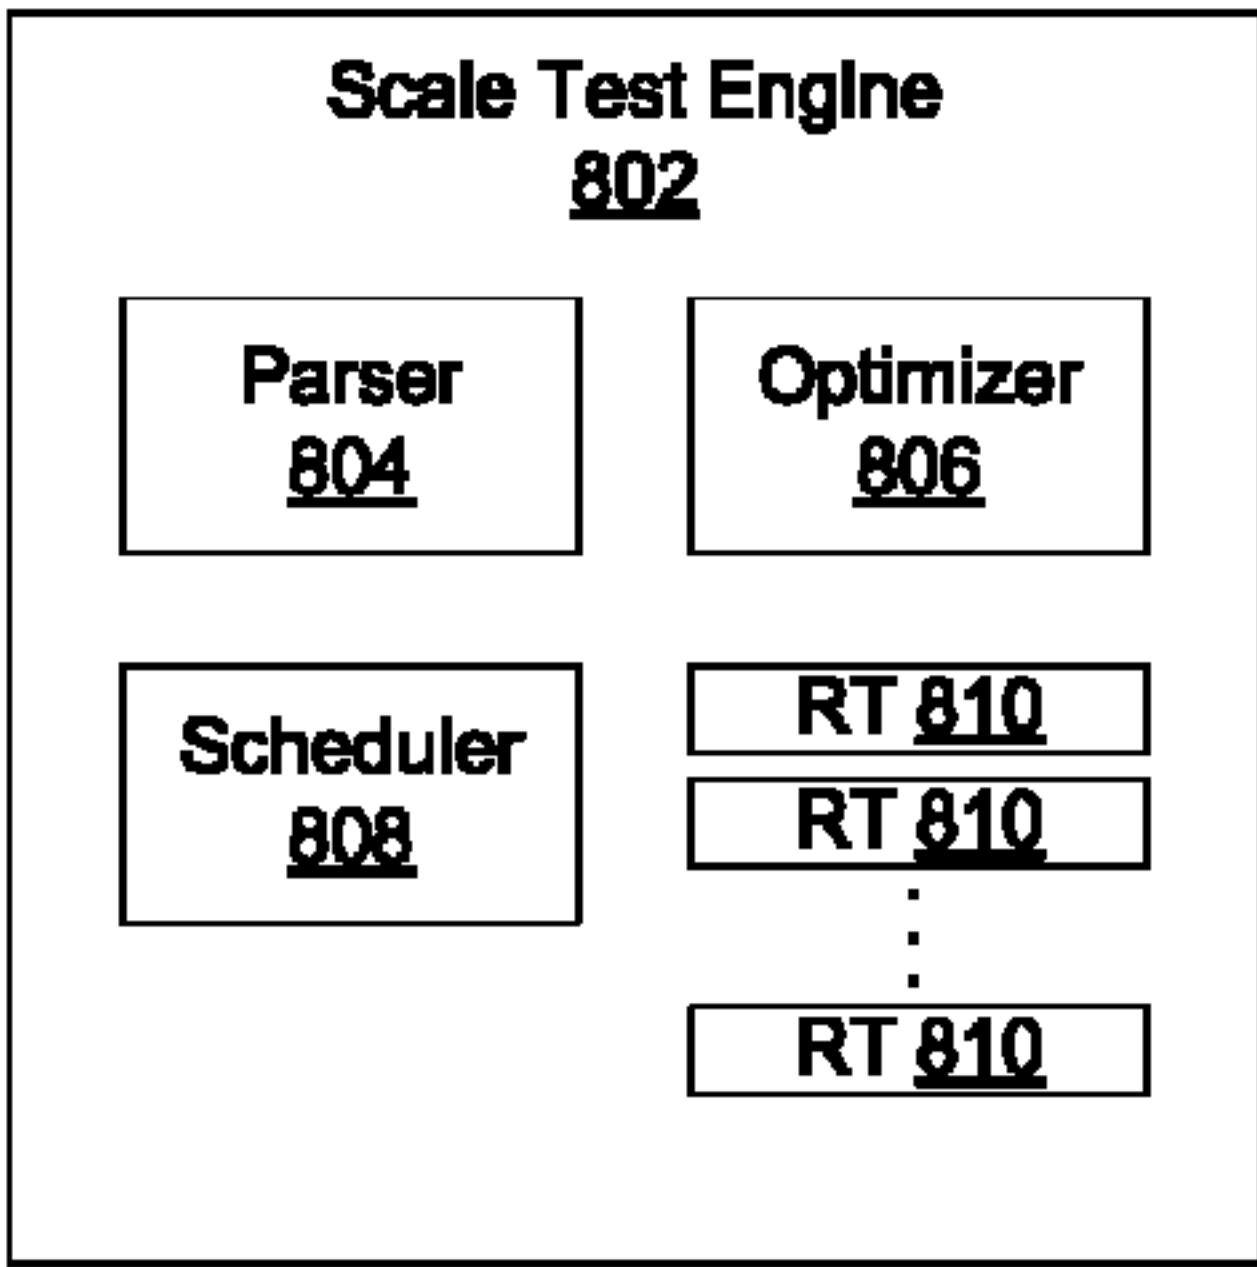 Scale Test Engine
802
Parser
804
Optimizer
806
Scheduler
808
RT 810
RT 810
RT 810